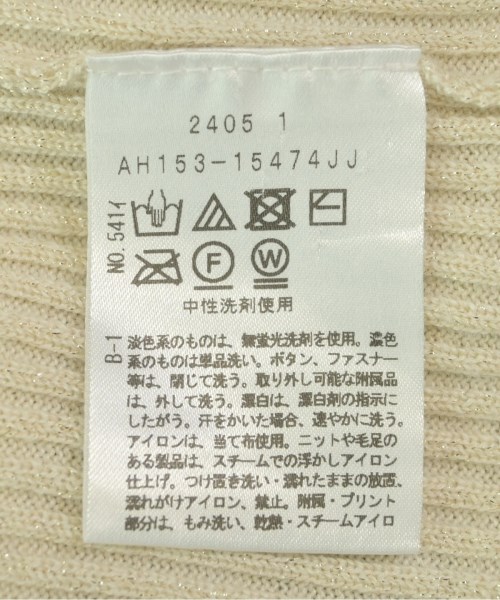 2405 1
AH153-15474JJ
NO.541イ
F
W
中性洗剤使用
B-1
淡色系のものは、無蛍光洗剤を使用。濃色
系のものは単品洗い。ボタン、ファスナー
等は、閉じて洗う。取り外し可能な附属品
は、外して洗う。漂白は、漂白剤の指示に
したがう。汗をかいた場合、速やかに洗う。
アイロンは、当て布使用。ニットや毛足の
ある製品は、スチームでの浮かしアイロン
仕上げ。つけ置き洗い・濡れたままの放置、
濡れがけアイロン、禁止。附属・プリント
部分は、もみ洗い、乾熱・スチームアイロ